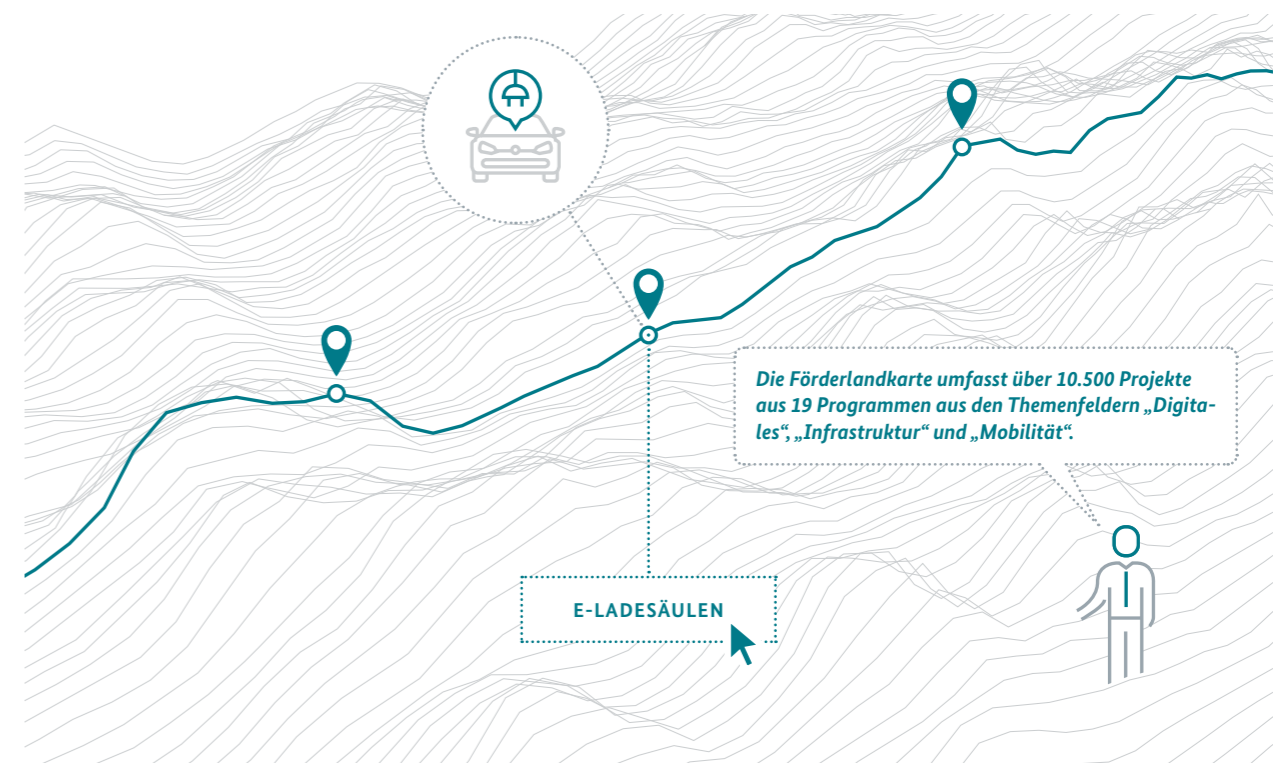 Die Förderlandkarte umfasst über 10.500 Projekte
aus 19 Programmen aus den Themenfeldern „Digita-
les“, „Infrastruktur“ und „Mobilität“.
E-LADESÄULEN